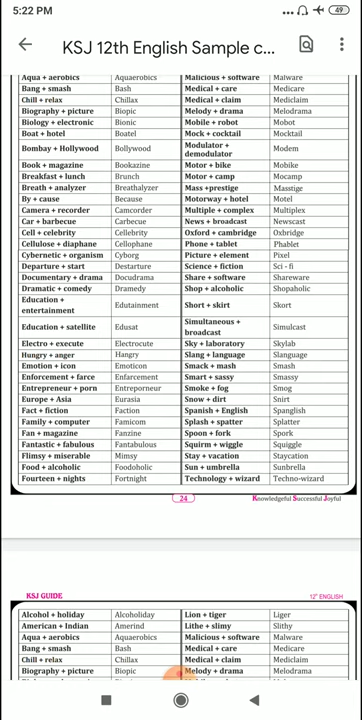 5:22 PM
49
KSJ 12th English Sample c...
Aqua + aerobics Aquaerobics Malicious + software Malware
Bang + smash Bash Medical + care Medicare
Chill + relax Chillax Medical + claim Mediclaim
Biography + picture Biopic Melody + drama Melodrama
Biology + electronic Bionic Mobile + robot Mobot
Boat + hotel Boatel Mock + cocktail Mocktail
Bombay + Hollywood Bollywood Modulator + demodulator Modem
Book + magazine Bookazine Motor + bike Mobike
Breakfast + lunch Brunch Motor + camp Mocamp
Breath + analyzer Breathalyzer Mass +prestige Masstige
By + cause Because Motorway + hotel Motel
Camera + recorder Camcorder Multiple + complex Multiplex
Car + barbecue Carbecue News + broadcast Newscast
Cell + celebrity Cellebrity Oxford + cambridge Oxbridge
Cellulose + diaphane Cellophane Phone + tablet Phablet
Cybernetic + organism Cyborg Picture + element Pixel
Departure + start Destarture Science + fiction Sci - fi
Documentary + drama Docudrama Share + software Shareware
Dramatic + comedy Dramedy Shop + alcoholic Shopaholic
Education + entertainment Edutainment Short + skirt Skort
Education + satellite Edusat Simultaneous + broadcast Simulcast
Electro + execute Electrocute Sky + laboratory Skylab
Hungry + anger Hangry Slang + language Slanguage
Emotion + icon Emoticon Smack + mash Smash
Enforcement + farce Enfarcement Smart + sassy Smassy
Entrepreneur + porn Entreporneur Smoke + fog Smog
Europe + Asia Eurasia Snow + dirt Snirt
Fact + fiction Faction Spanish + English Spanglish
Family + computer Famicom Splash + spatter Splatter
Fan + magazine Fanzine Spoon + fork Spork
Fantastic + fabulous Fantabulous Squirm + wiggle Squiggle
Flimsy + miserable Mimsy Stay + vacation Staycation
Food + alcoholic Foodoholic Sun + umbrella Sunbrella
Fourteen + nights Fortnight Technology + wizard Techno-wizard
24 Knowledgeful Successful Joyful
KSJ GUIDE 12th ENGLISH
Alcohol + holiday Alcoholiday Lion + tiger Liger
American + Indian Amerind Lithe + slimy Slithy
Aqua + aerobics Aquaerobics Malicious + software Malware
Bang + smash Bash Medical + care Medicare
Chill + relax Chillax Medical + claim Mediclaim
Biography + picture Biopic Melody + drama Melodrama